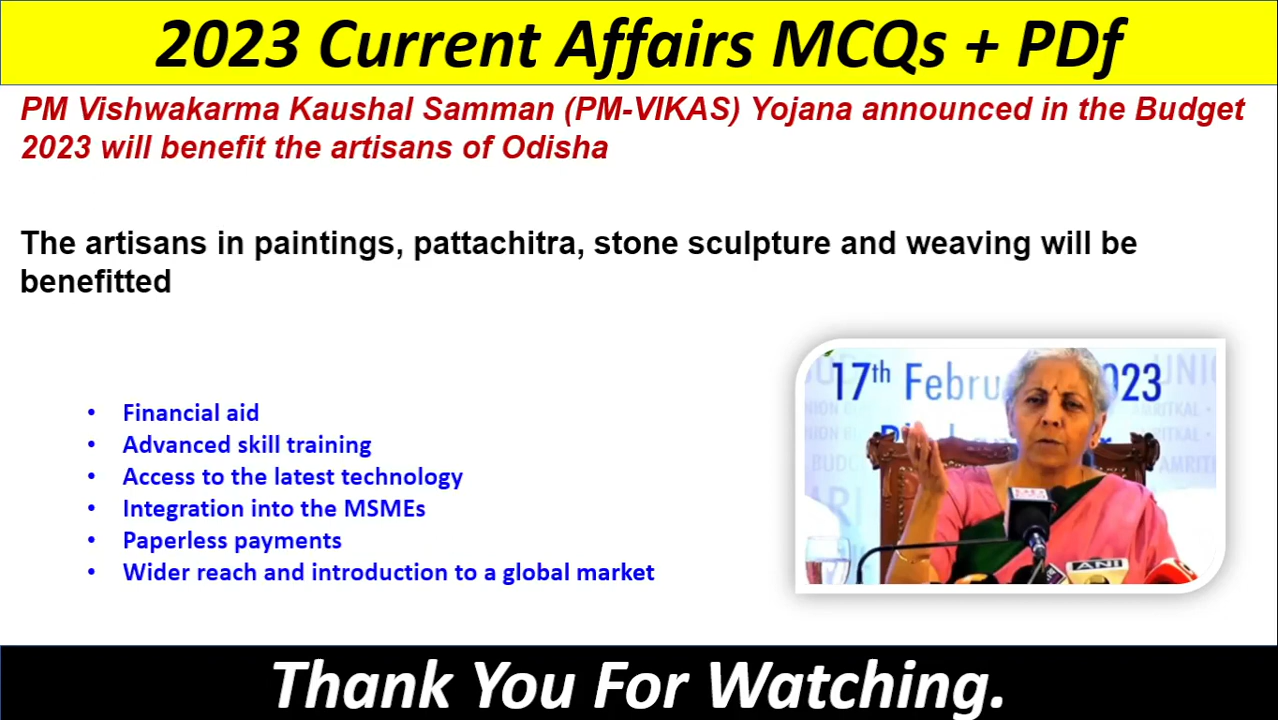 2023 Current Affairs MCQs + PDf
PM Vishwakarma Kaushal Samman (PM-VIKAS) Yojana announced in the Budget
2023 will benefit the artisans of Odisha
The artisans in paintings, pattachitra, stone sculpture and weaving will be
benefitted
• Financial aid
• Advanced skill training
• Access to the latest technology
• Integration into the MSMEs
• Paperless payments
• Wider reach and introduction to a global market
17th Febru 2023
ANI
Thank You For Watching.